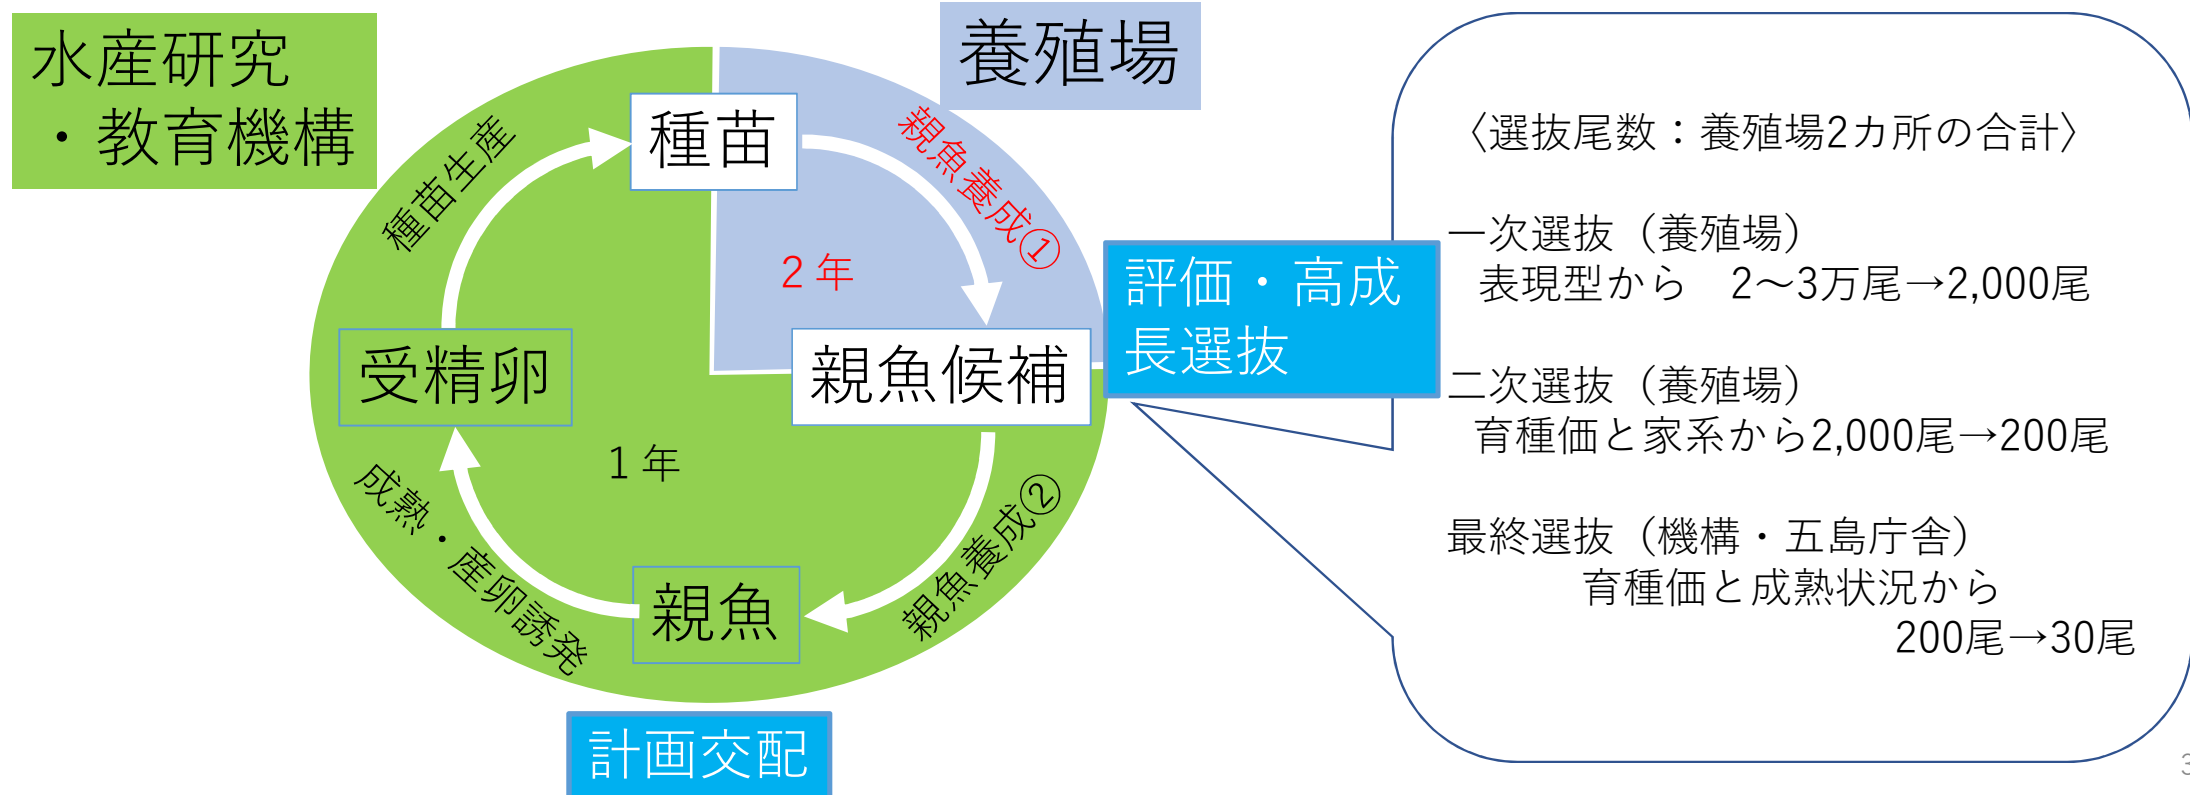 水産研究
・教育機構
養殖場
種苗
種苗生産
親魚養成①
2年
評価・高成
長選抜
受精卵
親魚候補
1年
成熟・産卵誘発
親魚養成②
親魚
計画交配
〈選抜尾数：養殖場2カ所の合計〉
一次選抜（養殖場）
表現型から　2～3万尾→2,000尾
二次選抜（養殖場）
育種価と家系から2,000尾→200尾
最終選抜（機構・五島庁舎）
育種価と成熟状況から
200尾→30尾
3